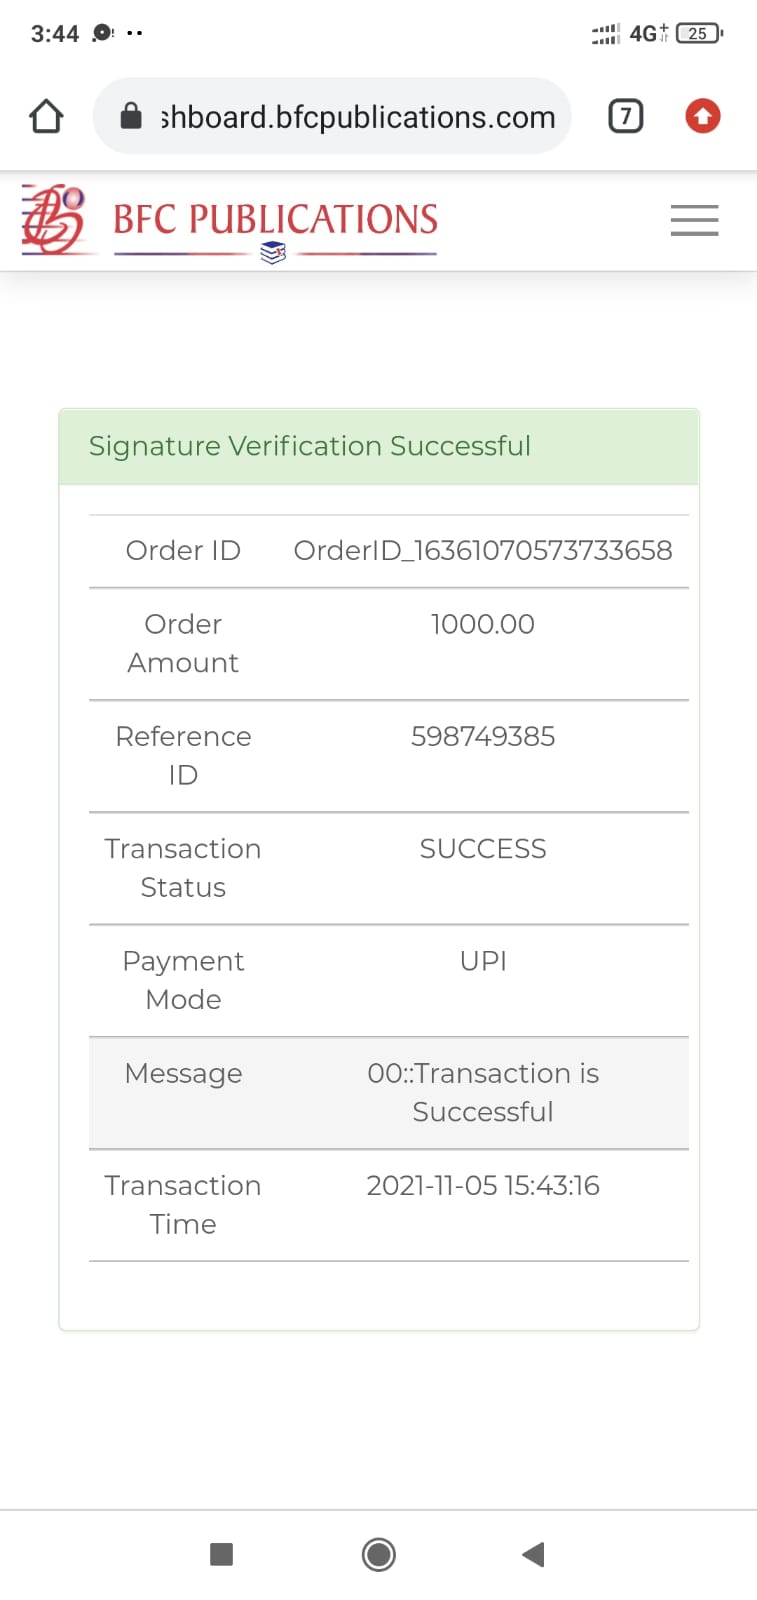 3:44
4G+ 25
shboard.bfcpublications.com 7
BFC PUBLICATIONS
Signature Verification Successful
Order ID OrderID_16361070573733658
Order 1000.00
Amount
Reference 598749385
ID
Transaction SUCCESS
Status
Payment UPI
Mode
Message 00::Transaction is
Successful
Transaction 2021-11-05 15:43:16
Time